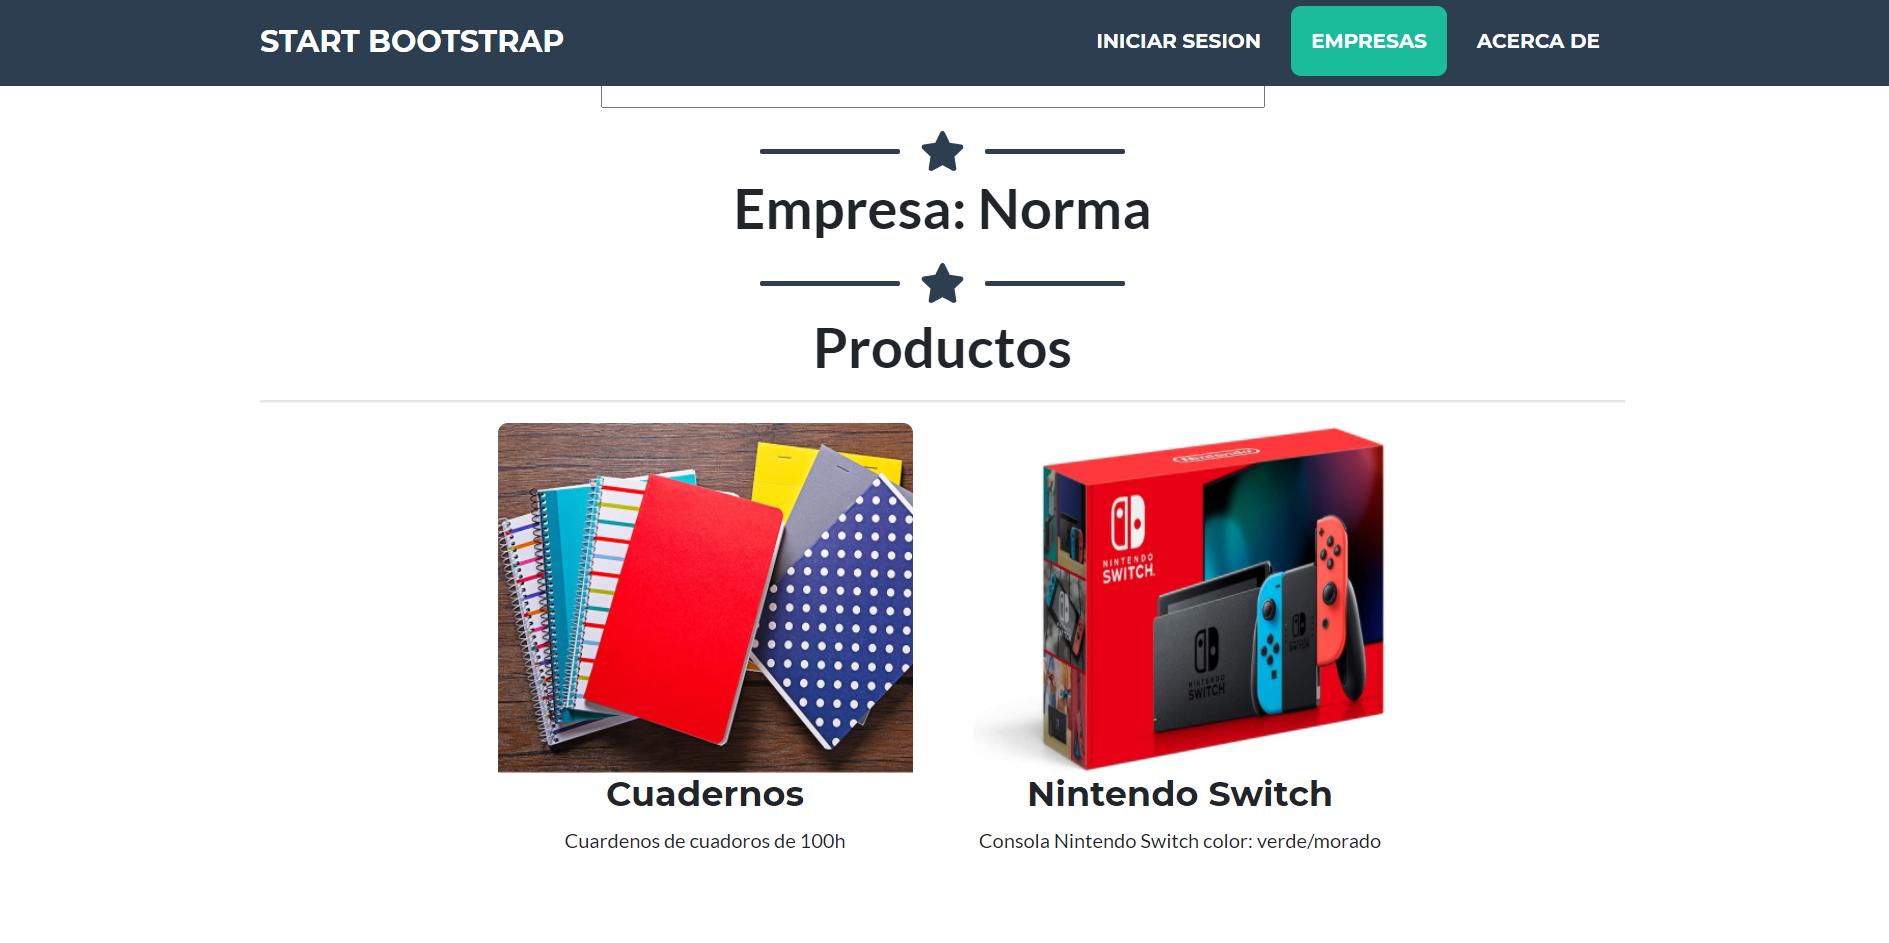 START BOOTSTRAP
INICIAR SESION
EMPRESAS
ACERCA DE
Empresa: Norma
Productos
Nintendo
NINTENDO
SWITCH
NINTENDO
SWITCH
Cuadernos
Nintendo Switch
Cuardenos de cuadoros de 100h
Consola Nintendo Switch color: verde/morado